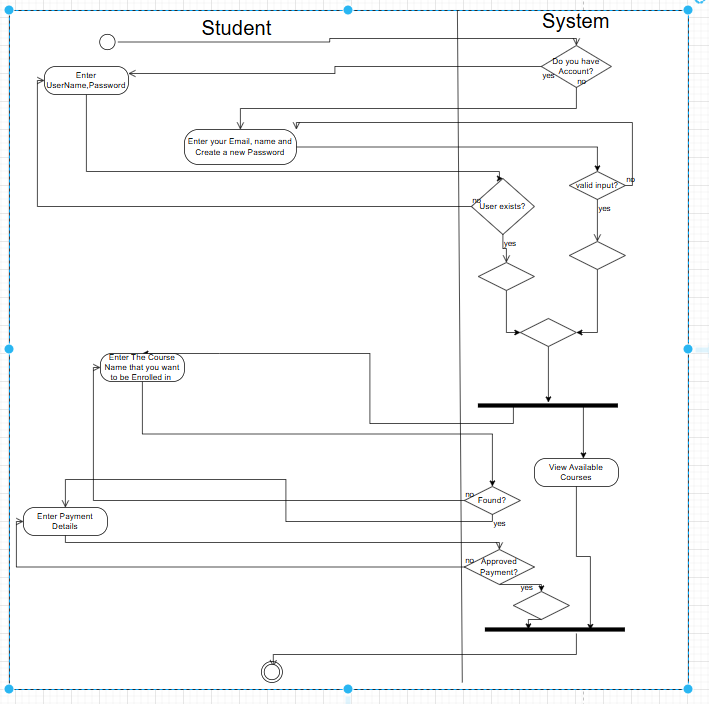 Student
System
Do you have
Account?
yes
no
Enter
UserName,Password
Enter your Email, name and
Create a new Password
valid input?
no
yes
no
User exists?
yes
Enter The Course
Name that you want
to be Enrolled in
View Available
Courses
no
Found?
yes
Enter Payment
Details
no
Approved
Payment?
yes